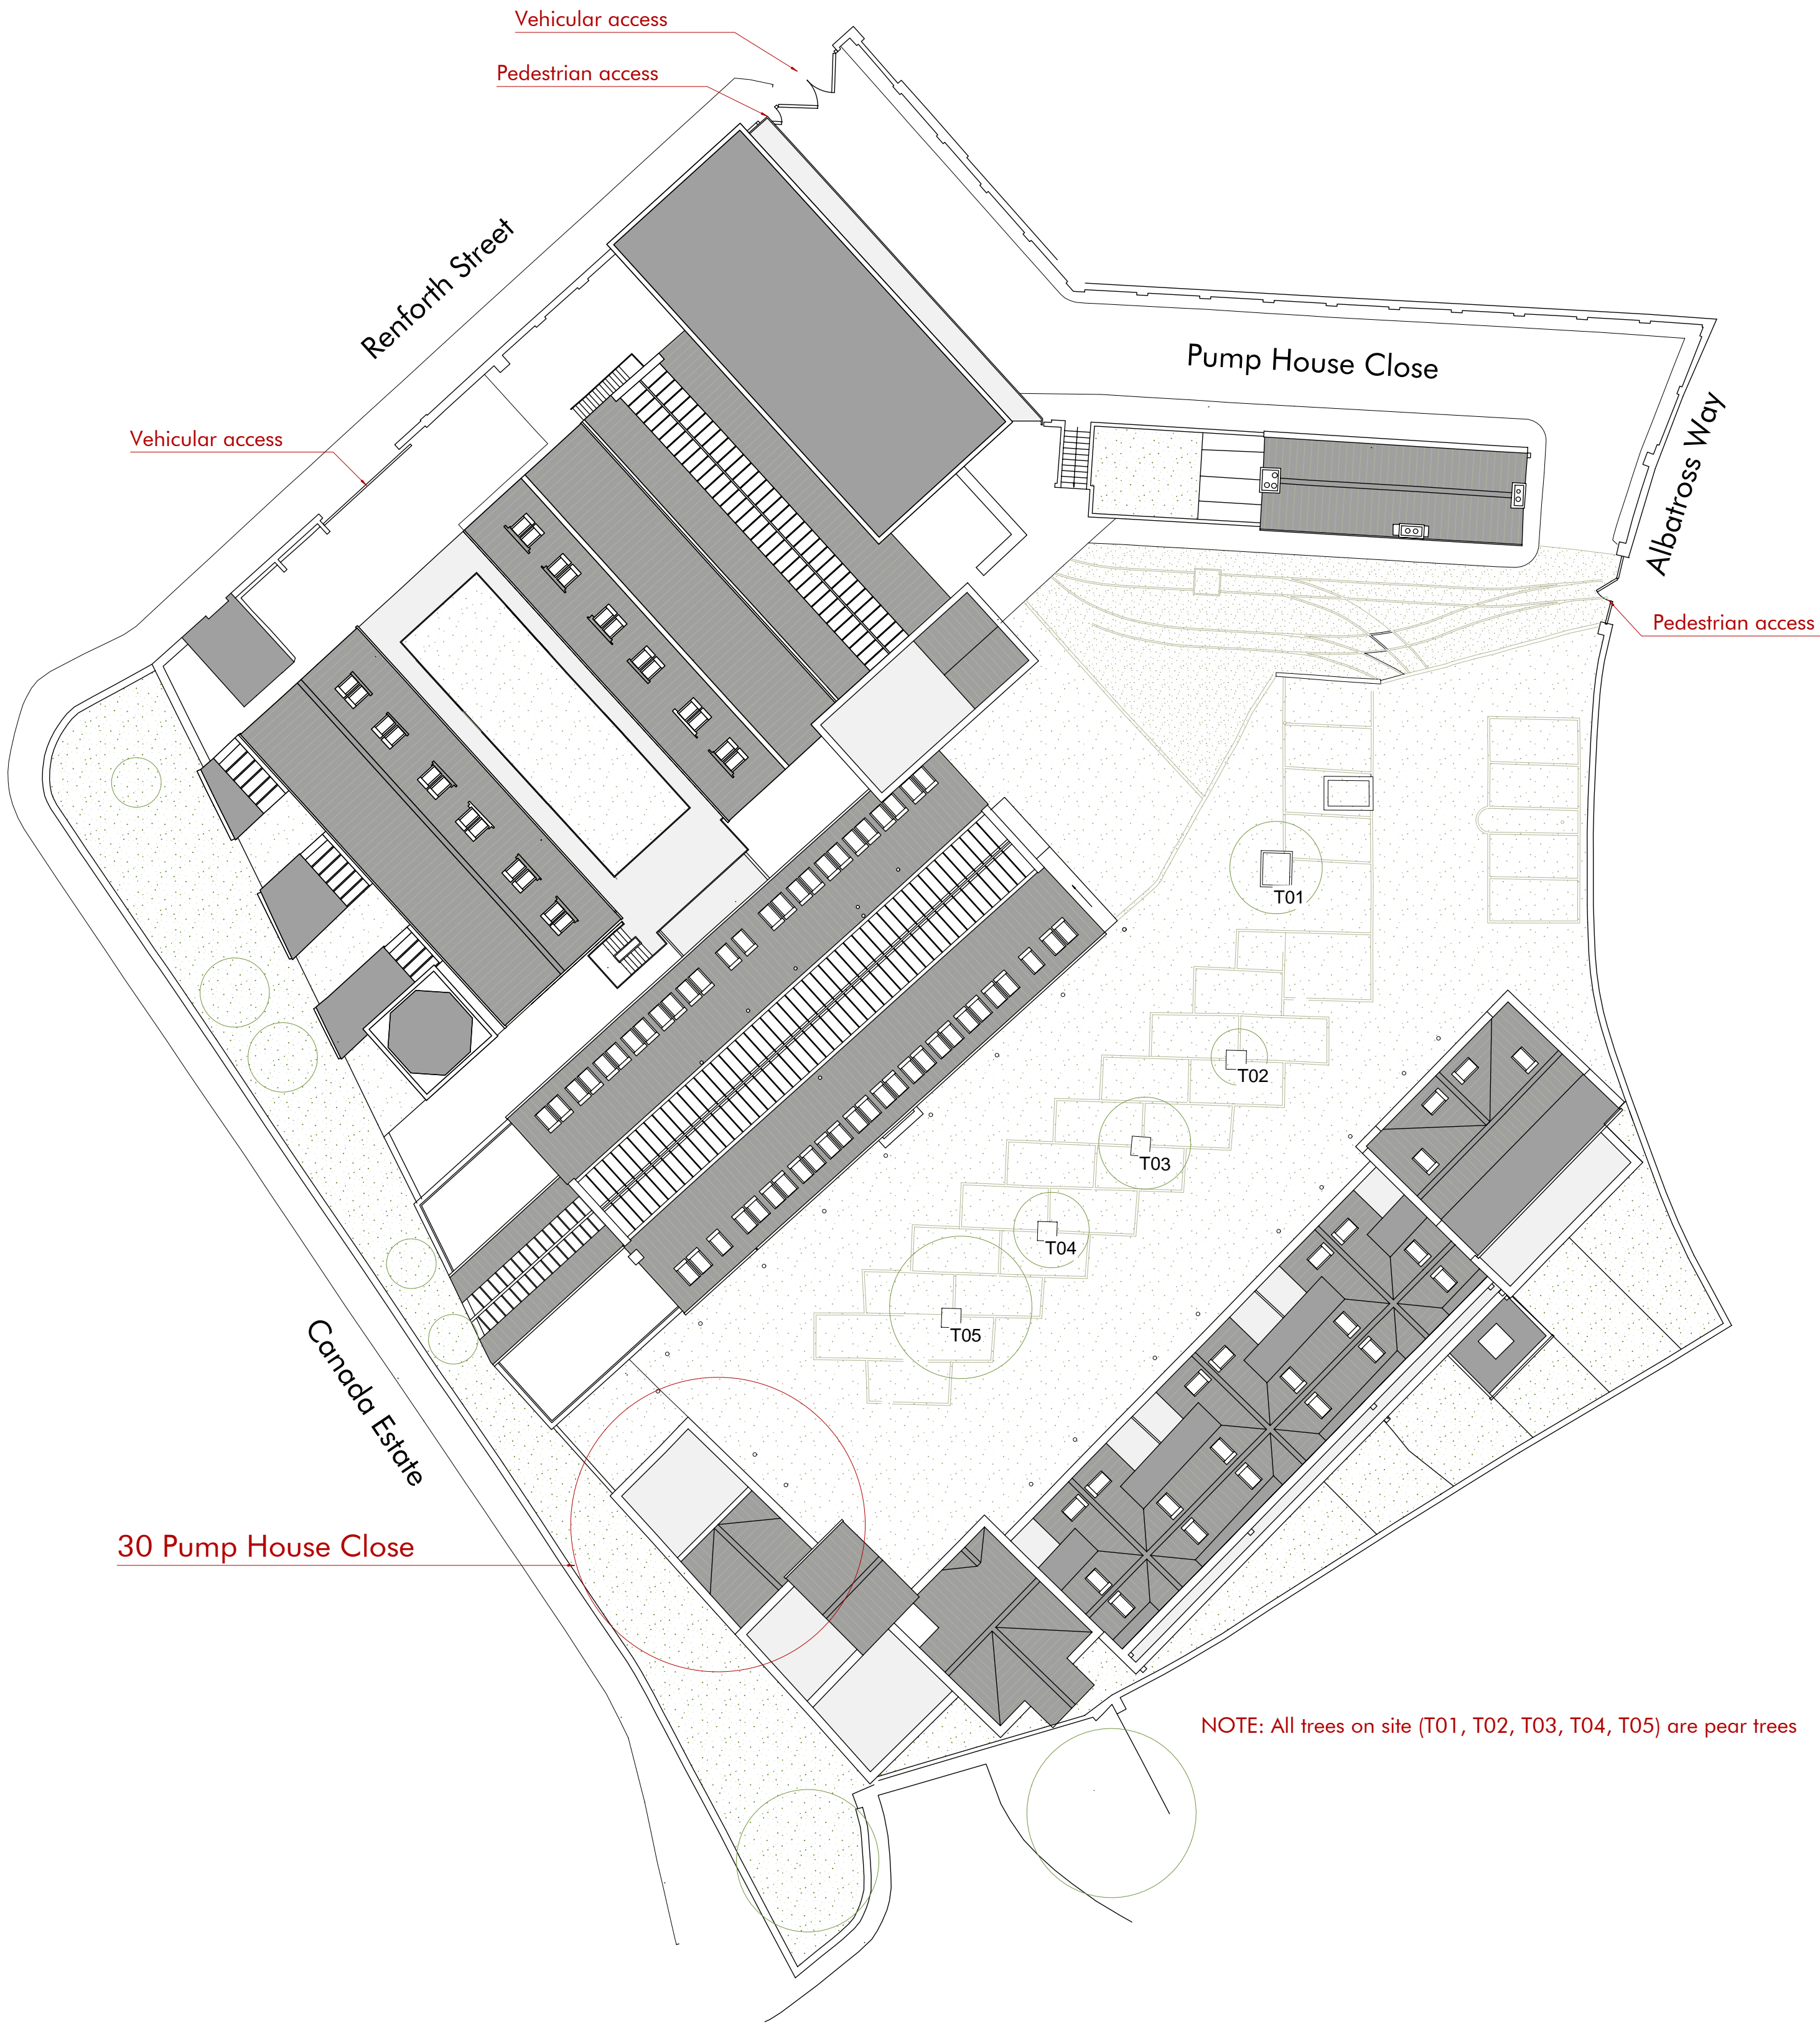 Vehicular access
Pedestrian access
Renforth Street
Pump House Close
Vehicular access
Albatross Way
Pedestrian access
T01
T02
T03
T04
T05
Canada Estate
30 Pump House Close
NOTE: All trees on site (T01, T02, T03, T04, T05) are pear trees